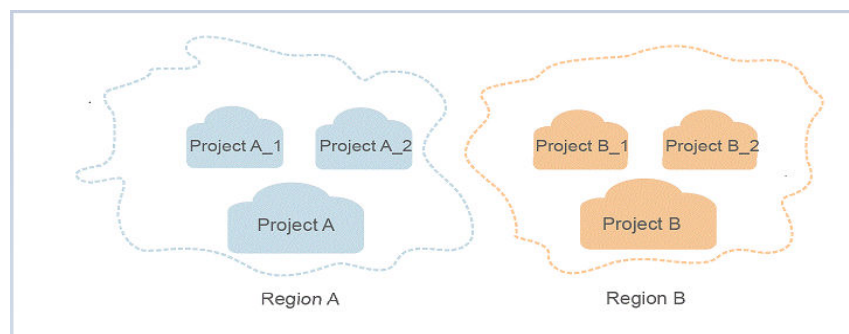 Project A_1
Project A_2
Project B_1
Project B_2
Project A
Project B
Region A
Region B